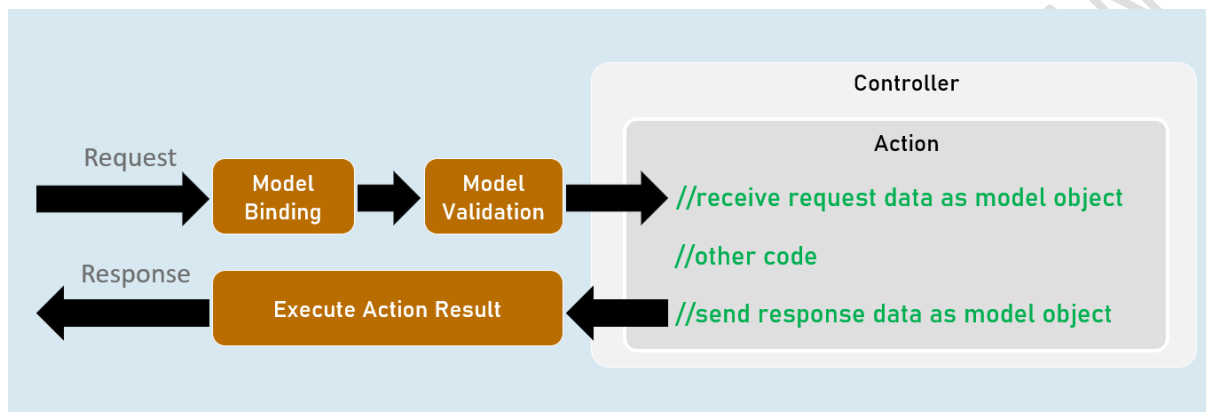 Controller
Action
Request
Model
Binding
Model
Validation
//receive request data as model object
//other code
Response
Execute Action Result
//send response data as model object